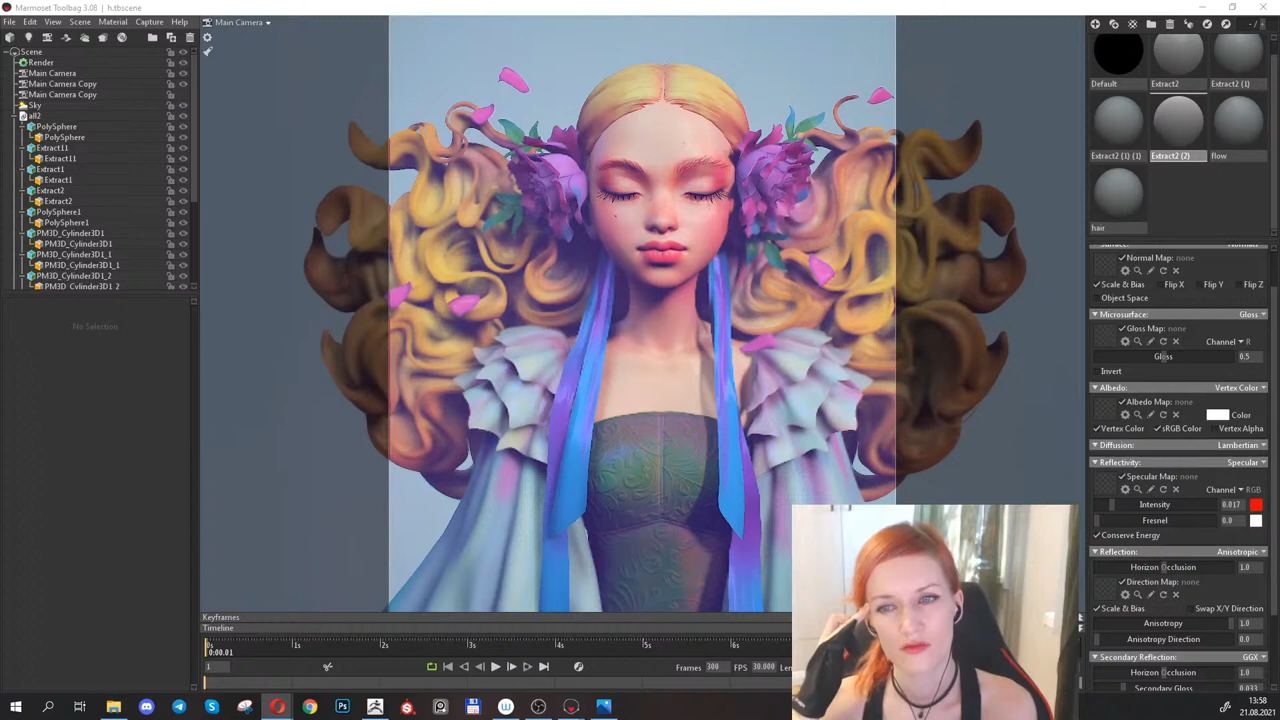 Marmoset Toolbag 3.08 | h.tbscene
File Edit View Scene Material Capture Help
Main Camera
Scene
Render
Main Camera
Main Camera Copy
Main Camera Copy
Sky
all2
PolySphere
PolySphere
Extract11
Extract11
Extract1
Extract1
Extract2
Extract2
PolySphere1
PolySphere1
PM3D_Cylinder3D1
PM3D_Cylinder3D1
PM3D_Cylinder3D1_1
PM3D_Cylinder3D1_1
PM3D_Cylinder3D1_2
PM3D_Cylinder3D1_2
No Selection
Default Extract2 Extract2 (1)
Extract2 (1) (1) Extract2 (2) flow
hair
Surface: Normals
Normal Map: none
Scale & Bias Flip X Flip Y Flip Z
Object Space
Microsurface: Gloss
Gloss Map: none
Channel R
Gloss 0.5
Invert
Albedo: Vertex Color
Albedo Map: none
Color
Vertex Color sRGB Color Vertex Alpha
Diffusion: Lambertian
Reflectivity: Specular
Specular Map: none
Channel RGB
Intensity 0.017
Fresnel 0.0
Conserve Energy
Reflection: Anisotropic
Horizon Occlusion 1.0
Direction Map: none
Scale & Bias Swap X/Y Direction
Anisotropy 1.0
Anisotropy Direction 0.0
Secondary Reflection: GGX
Horizon Occlusion 1.0
Secondary Gloss 0.033
Keyframes
Timeline
0s 1s 2s 3s 4s 5s 6s
0:00.01
1 Frames 300 FPS 30.000
13:58
21.08.2021